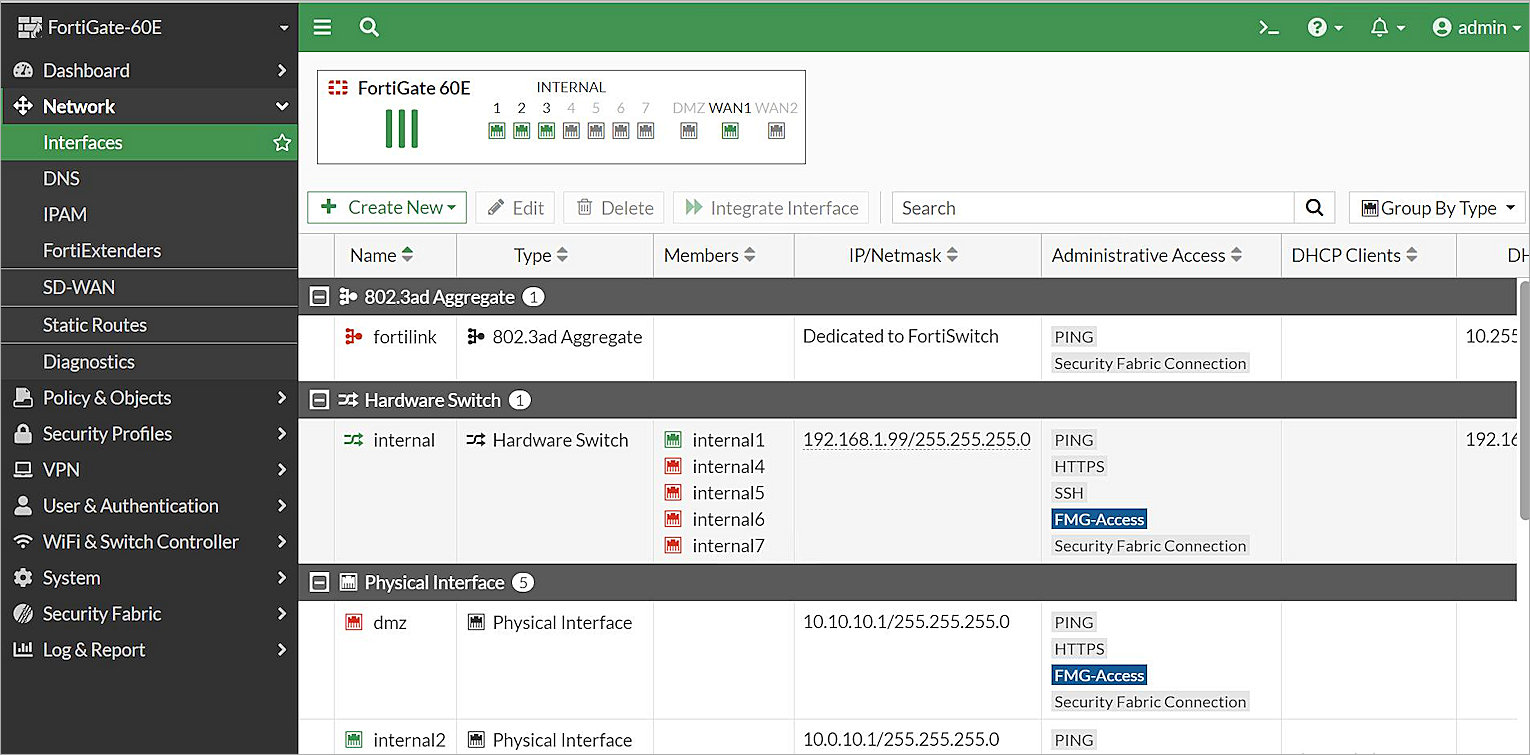 FortiGate-60E
admin
Dashboard
Network
Interfaces
DNS
IPAM
FortiExtenders
SD-WAN
Static Routes
Diagnostics
Policy & Objects
Security Profiles
VPN
User & Authentication
WiFi & Switch Controller
System
Security Fabric
Log & Report
FortiGate 60E
INTERNAL
1 2 3 4 5 6 7 DMZ WAN1 WAN2
Create New Edit Delete Integrate Interface Search Group By Type
Name Type Members IP/Netmask Administrative Access DHCP Clients DH
802.3ad Aggregate 1
fortilink 802.3ad Aggregate Dedicated to FortiSwitch PING 10.255
Security Fabric Connection
Hardware Switch 1
internal Hardware Switch internal1 192.168.1.99/255.255.255.0 PING 192.16
internal4 HTTPS
internal5 SSH
internal6 FMG-Access
internal7 Security Fabric Connection
Physical Interface 5
dmz Physical Interface 10.10.10.1/255.255.255.0 PING
HTTPS
FMG-Access
Security Fabric Connection
internal2 Physical Interface 10.0.10.1/255.255.255.0 PING